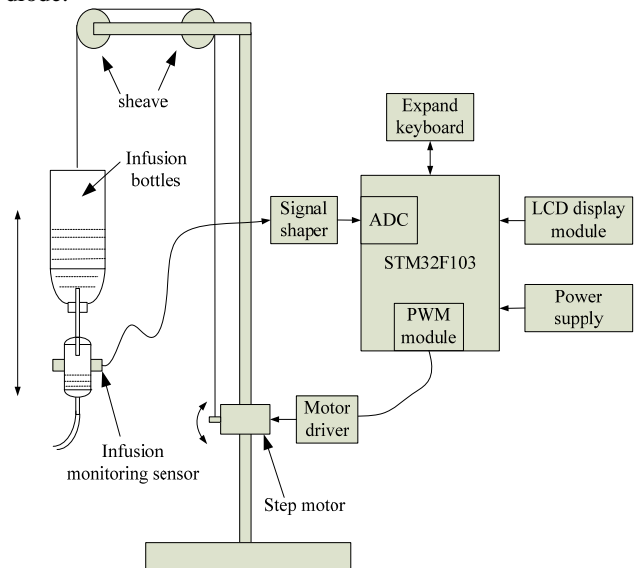 diode.
sheave
Expand
keyboard
Infusion
bottles
Signal
shaper
ADC
LCD display
module
STM32F103
Power
supply
PWM
module
Motor
driver
Infusion
monitoring sensor
Step motor